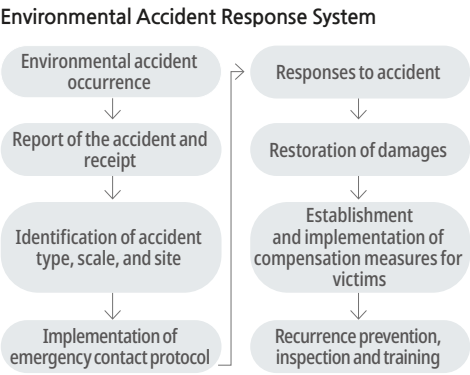 Environmental Accident Response System
Environmental accident
occurrence
Report of the accident and
receipt
Identification of accident
type, scale, and site
Implementation of
emergency contact protocol
Responses to accident
Restoration of damages
Establishment
and implementation of
compensation measures for
victims
Recurrence prevention,
inspection and training